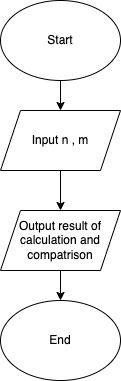 Start
Input n , m
Output result of
calculation and
compatrison
End